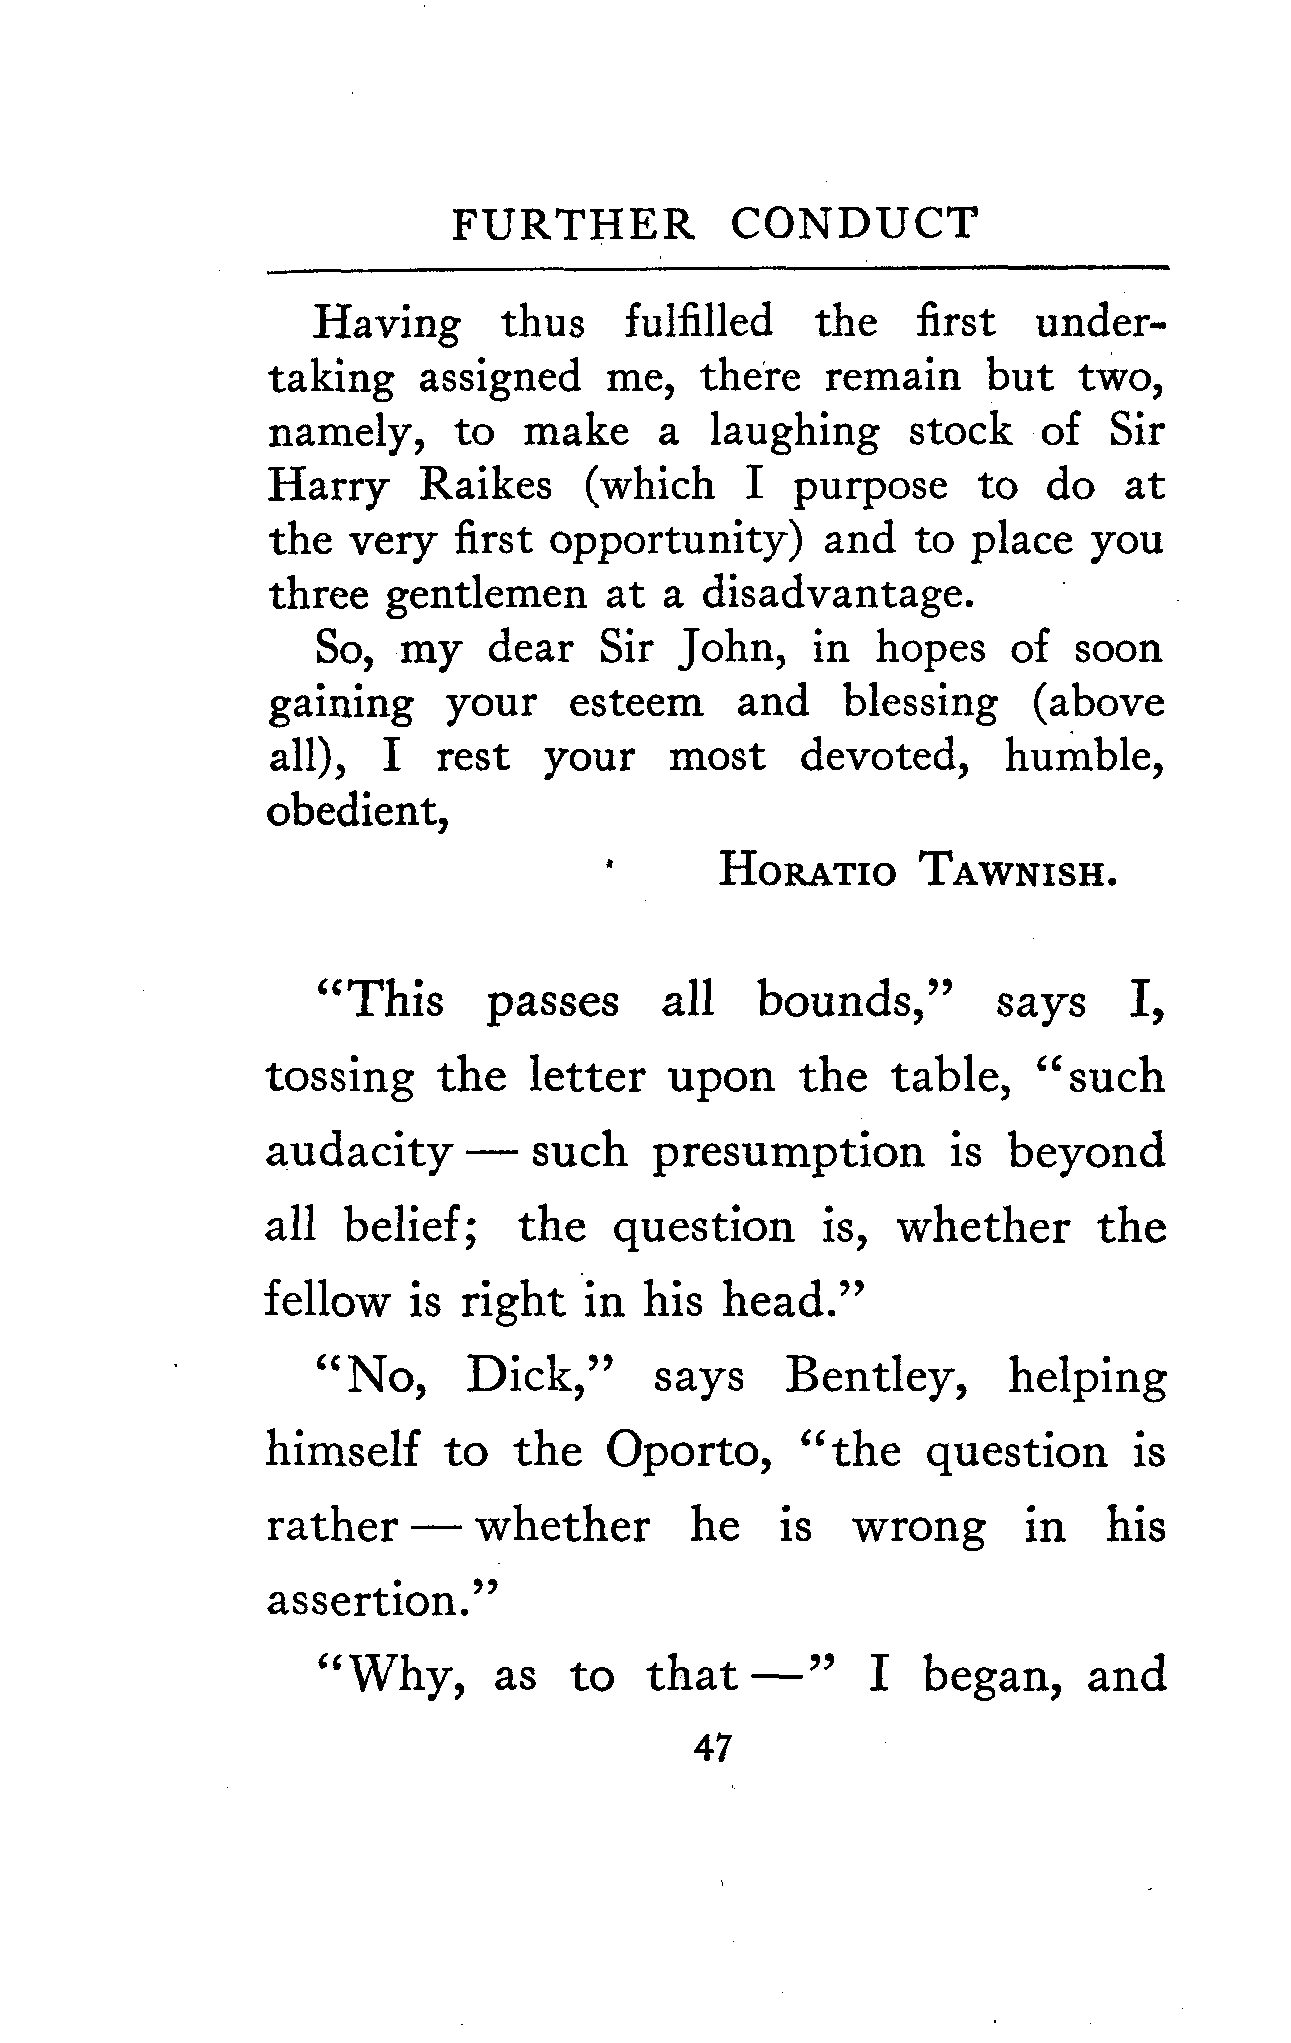 FURTHER CONDUCT
Having thus fulfilled the first under-
taking assigned me, there remain but two,
namely, to make a laughing stock of Sir
Harry Raikes (which I purpose to do at
the very first opportunity) and to place you
three gentlemen at a disadvantage.
So, my dear Sir John, in hopes of soon
gaining your esteem and blessing (above
all), I rest your most devoted, humble,
obedient,
HORATIO TAWNISH.
“This passes all bounds,” says I,
tossing the letter upon the table, “such
audacity — such presumption is beyond
all belief; the question is, whether the
fellow is right in his head.”
“No, Dick,” says Bentley, helping
himself to the Oporto, “the question is
rather — whether he is wrong in his
assertion.”
“Why, as to that —” I began, and
47